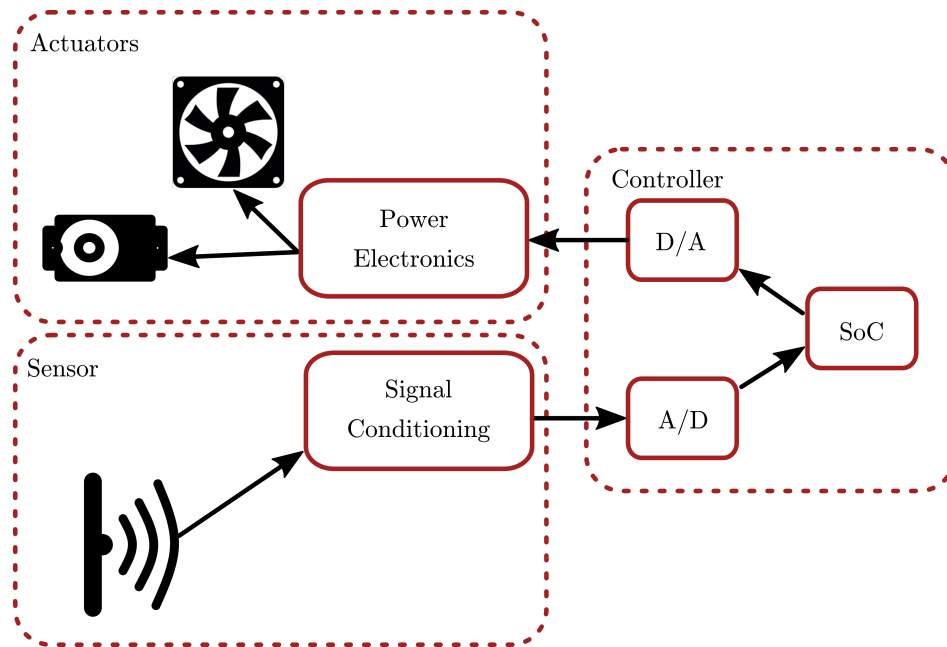 Actuators
Power
Electronics
Controller
D/A
SoC
A/D
Sensor
Signal
Conditioning